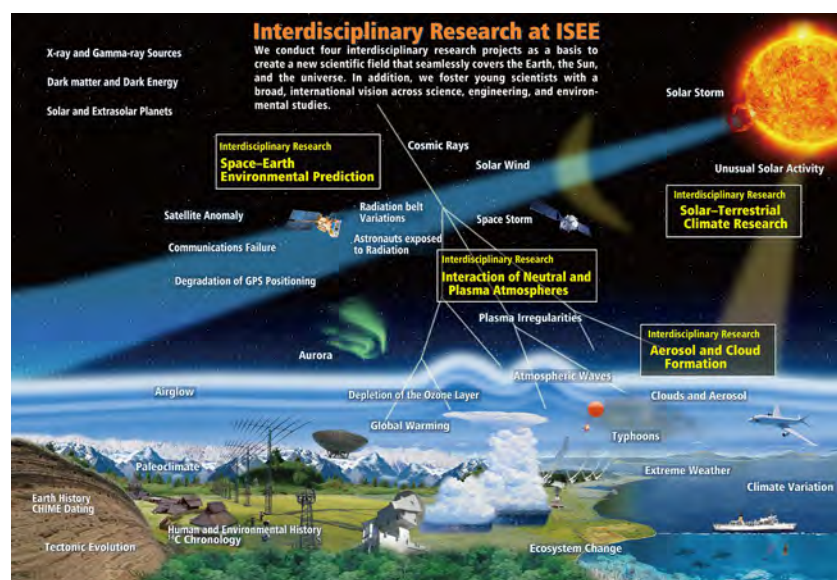 Interdisciplinary Research at ISEE
We conduct four interdisciplinary research projects as a basis to
create a new scientific field that seamlessly covers the Earth, the Sun,
and the universe. In addition, we foster young scientists with a
broad, international vision across science, engineering, and environ-
mental studies.
X-ray and Gamma-ray Sources
Dark matter and Dark Energy
Solar and Extrasolar Planets
Solar Storm
Cosmic Rays
Solar Wind
Unusual Solar Activity
Interdisciplinary Research
Space–Earth
Environmental Prediction
Interdisciplinary Research
Solar–Terrestrial
Climate Research
Satellite Anomaly
Radiation belt
Variations
Space Storm
Communications Failure
Astronauts exposed
to Radiation
Degradation of GPS Positioning
Interdisciplinary Research
Interaction of Neutral and
Plasma Atmospheres
Plasma Irregularities
Interdisciplinary Research
Aerosol and Cloud
Formation
Aurora
Atmospheric Waves
Airglow
Depletion of the Ozone Layer
Clouds and Aerosol
Global Warming
Typhoons
Paleoclimate
Extreme Weather
Climate Variation
Earth History
CHIME Dating
Human and Environmental History
¹⁴C Chronology
Tectonic Evolution
Ecosystem Change